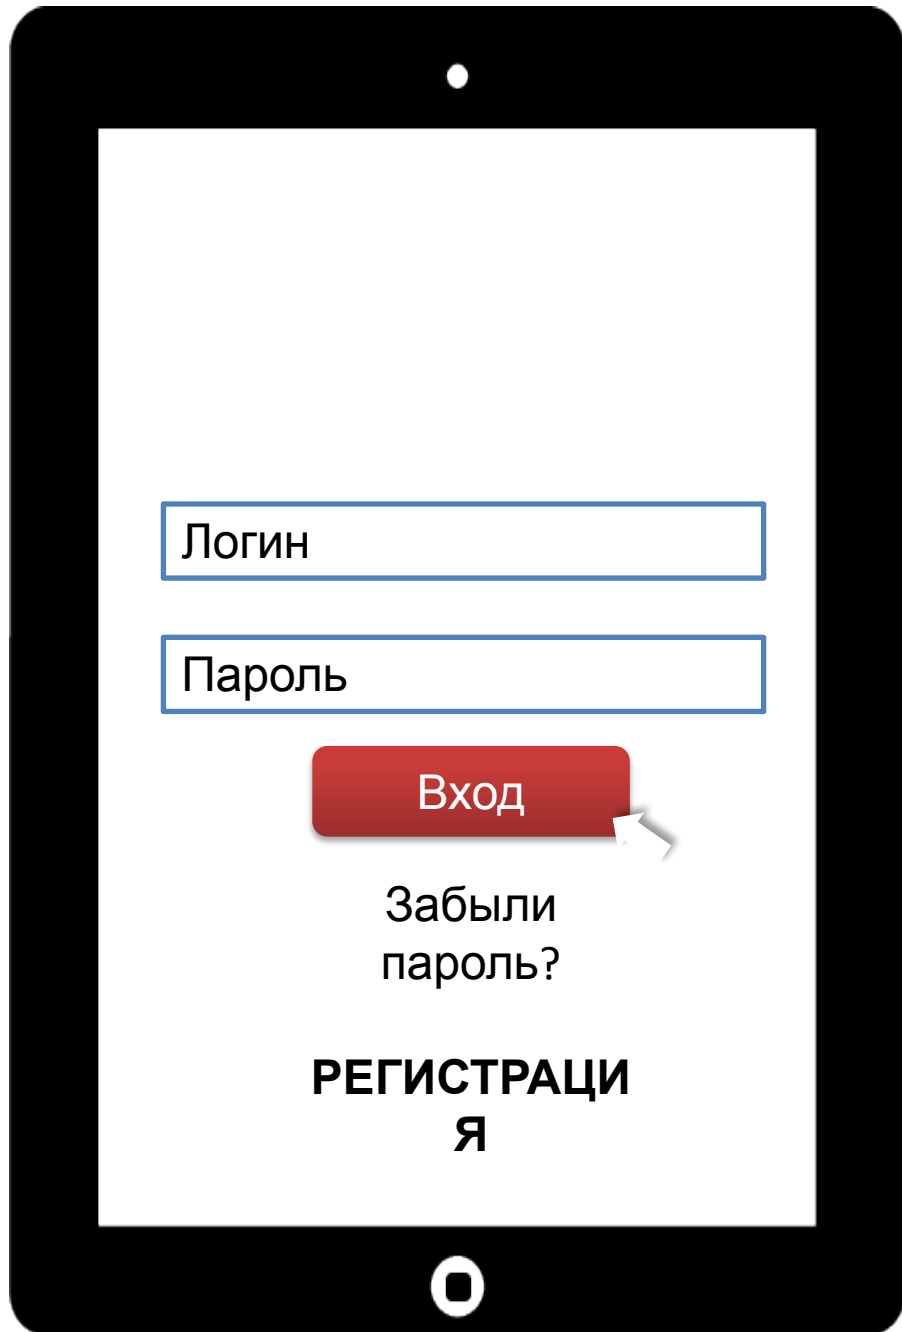 Логин
Пароль
Вход
Забыли
пароль?
РЕГИСТРАЦИ
Я